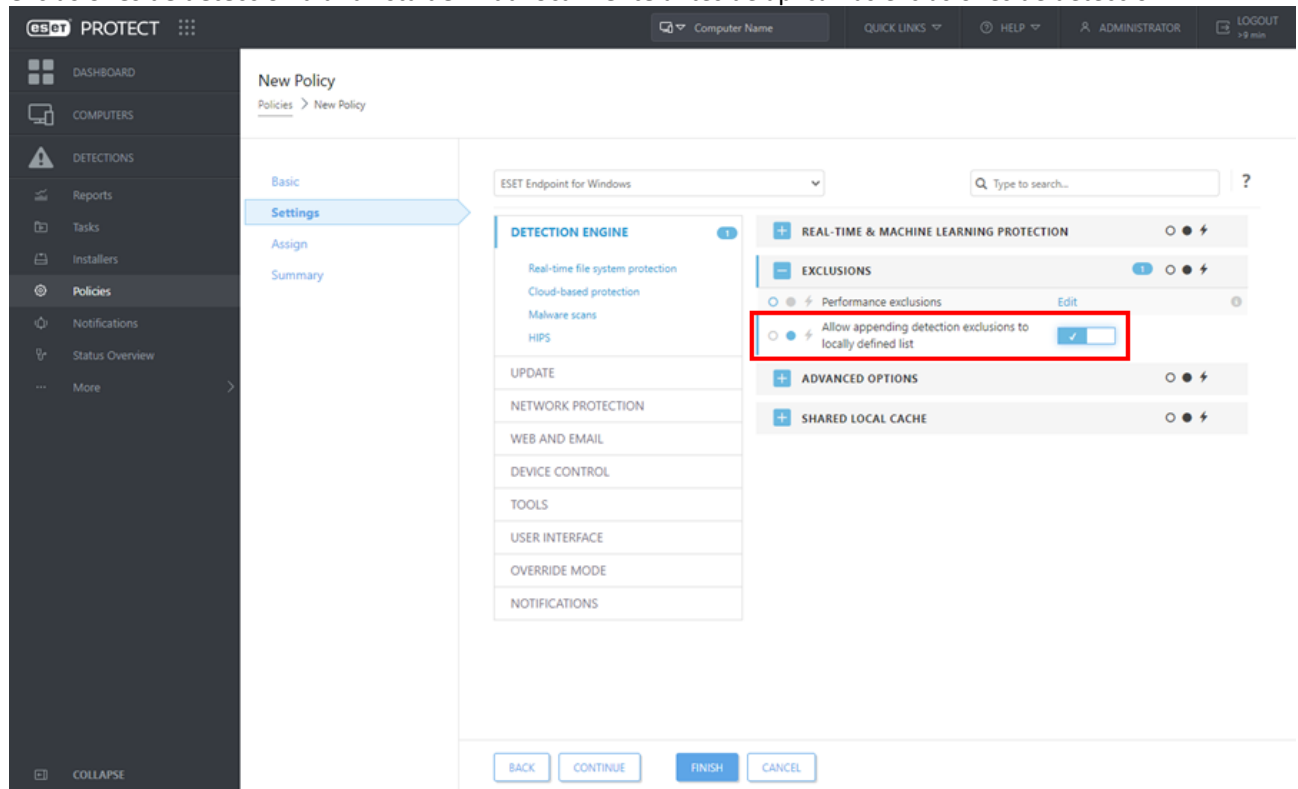 eset PROTECT
Computer Name
QUICK LINKS
HELP
ADMINISTRATOR
LOGOUT
>9 min
DASHBOARD
COMPUTERS
DETECTIONS
Reports
Tasks
Installers
Policies
Notifications
Status Overview
More
COLLAPSE
New Policy
Policies > New Policy
Basic
Settings
Assign
Summary
ESET Endpoint for Windows
Type to search...
?
DETECTION ENGINE 1
Real-time file system protection
Cloud-based protection
Malware scans
HIPS
UPDATE
NETWORK PROTECTION
WEB AND EMAIL
DEVICE CONTROL
TOOLS
USER INTERFACE
OVERRIDE MODE
NOTIFICATIONS
REAL-TIME & MACHINE LEARNING PROTECTION
EXCLUSIONS 1
Performance exclusions Edit
Allow appending detection exclusions to
locally defined list
ADVANCED OPTIONS
SHARED LOCAL CACHE
BACK
CONTINUE
FINISH
CANCEL